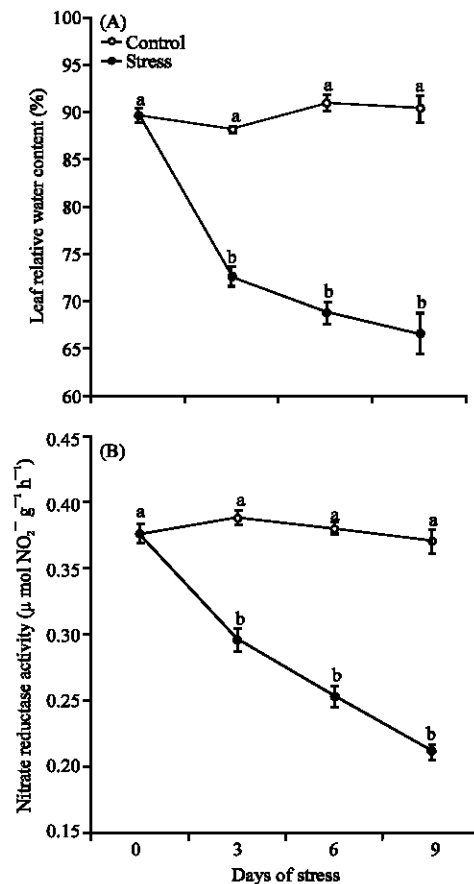 (A)
Control
Stress
Leaf relative water content (%)
100
95
90
85
80
75
70
65
60
a
a
a
a
b
b
b
(B)
Nitrate reductase activity (μ mol NO₂⁻ g⁻¹ h⁻¹)
0.45
0.40
0.35
0.30
0.25
0.20
0.15
a
a
a
a
b
b
b
0 3 6 9
Days of stress